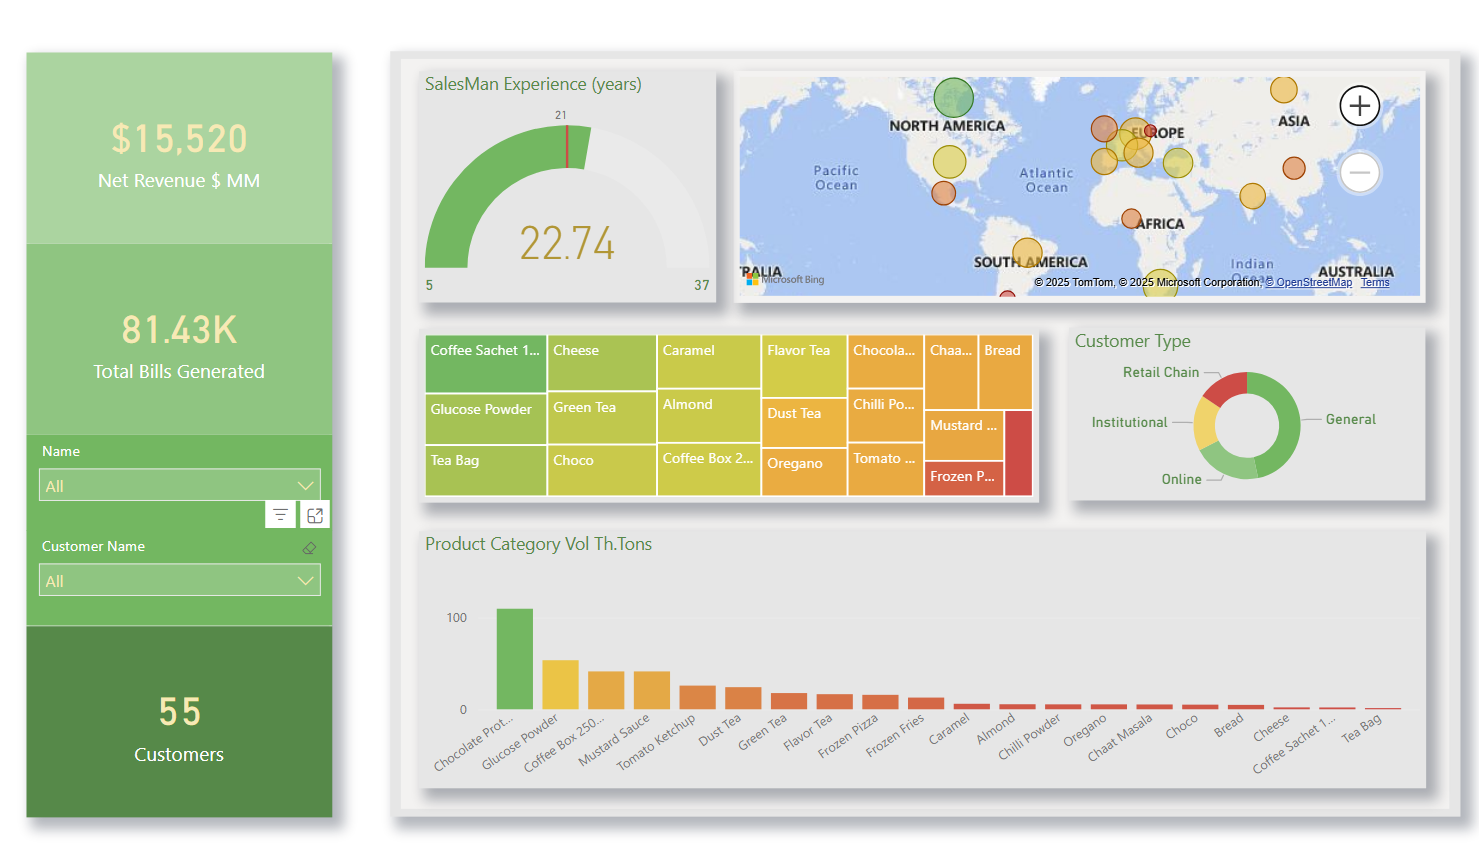 $15,520
Net Revenue $ MM
81.43K
Total Bills Generated
Name
All
Customer Name
All
55
Customers
SalesMan Experience (years)
21
22.74
5
37
NORTH AMERICA
EUROPE
ASIA
Pacific
Ocean
Atlantic
Ocean
AFRICA
SOUTH AMERICA
Indian
Ocean
RALIA
AUSTRALIA
Microsoft Bing
© 2025 TomTom, © 2025 Microsoft Corporation, © OpenStreetMap Terms
Coffee Sachet 1...
Cheese
Caramel
Flavor Tea
Chocola...
Chaa...
Bread
Glucose Powder
Green Tea
Almond
Dust Tea
Chilli Po...
Mustard ...
Tea Bag
Choco
Coffee Box 2...
Oregano
Tomato ...
Frozen P...
Customer Type
Retail Chain
Institutional
General
Online
Product Category Vol Th.Tons
100
0
Chocolate Prot...
Glucose Powder
Coffee Box 250...
Mustard Sauce
Tomato Ketchup
Dust Tea
Green Tea
Flavor Tea
Frozen Pizza
Frozen Fries
Caramel
Almond
Chilli Powder
Oregano
Chaat Masala
Choco
Bread
Cheese
Coffee Sachet 1...
Tea Bag